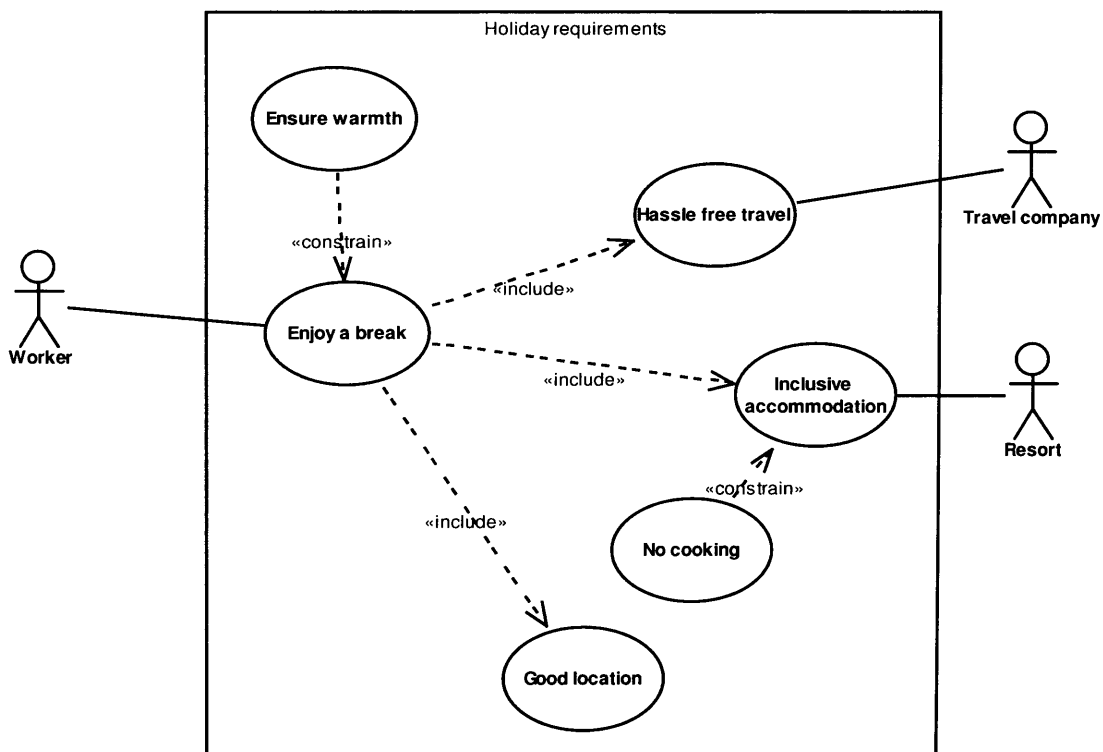 Holiday requirements
Ensure warmth
Hassle free travel
Travel company
«constrain»
«include»
Worker
Enjoy a break
«include»
Inclusive
accommodation
Resort
«constrain»
«include»
No cooking
Good location